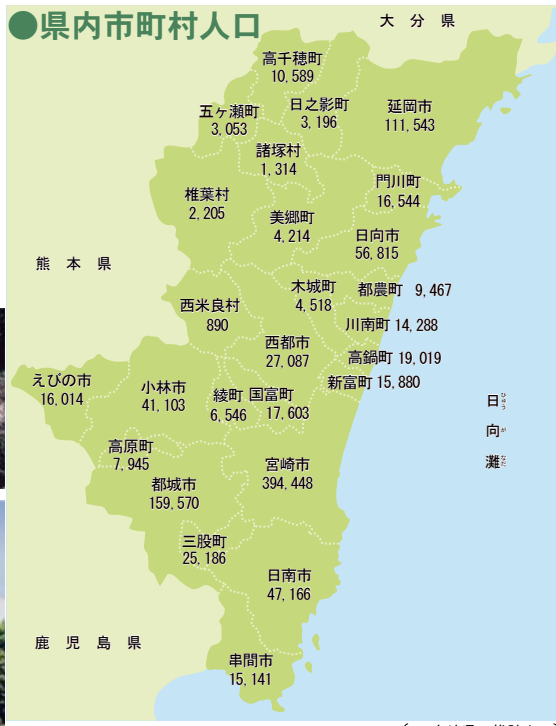 ●県内市町村人口
大分県
高千穂町
10,589
五ヶ瀬町
3,053
日之影町
3,196
延岡市
111,543
諸塚村
1,314
椎葉村
2,205
門川町
16,544
美郷町
4,214
日向市
56,815
熊本県
木城町
4,518
都農町 9,467
西米良村
890
川南町 14,288
西都市
27,087
高鍋町 19,019
えびの市
16,014
小林市
41,103
綾町
6,546
国富町
17,603
新富町 15,880
日向灘
ひゅうがなだ
高原町
7,945
都城市
159,570
宮崎市
394,448
三股町
25,186
日南市
47,166
鹿児島県
串間市
15,141